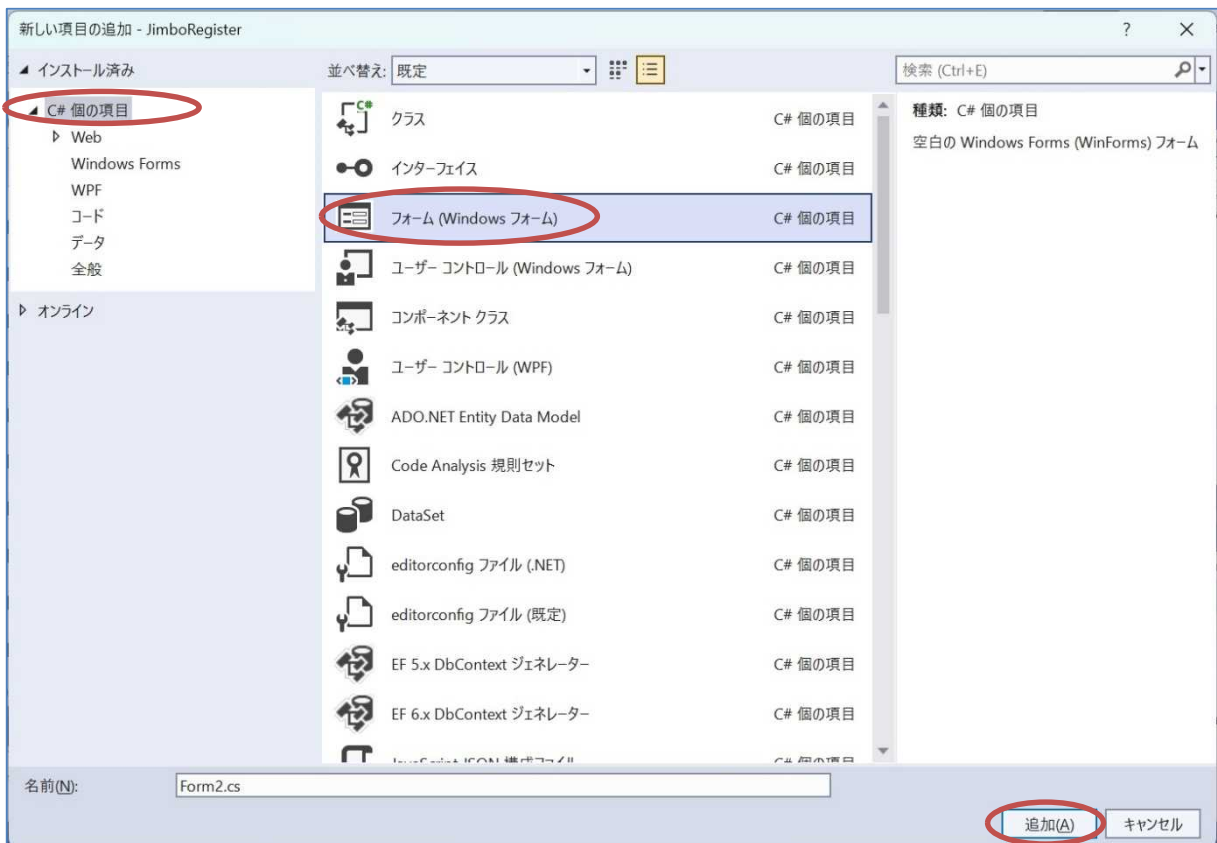 新しい項目の追加 - JimboRegister
? ×
インストール済み
並べ替え: 既定
検索 (Ctrl+E)
C# 個の項目
Web
Windows Forms
WPF
コード
データ
全般
オンライン
C#
クラス C# 個の項目
インターフェイス C# 個の項目
フォーム (Windows フォーム) C# 個の項目
ユーザー コントロール (Windows フォーム) C# 個の項目
コンポーネント クラス C# 個の項目
ユーザー コントロール (WPF) C# 個の項目
ADO.NET Entity Data Model C# 個の項目
Code Analysis 規則セット C# 個の項目
DataSet C# 個の項目
editorconfig ファイル (.NET) C# 個の項目
editorconfig ファイル (既定) C# 個の項目
EF 5.x DbContext ジェネレーター C# 個の項目
EF 6.x DbContext ジェネレーター C# 個の項目
JavaScript JSON 構成ファイル C# 個の項目
種類: C# 個の項目
空白の Windows Forms (WinForms) フォーム
名前(N): Form2.cs
追加(A) キャンセル